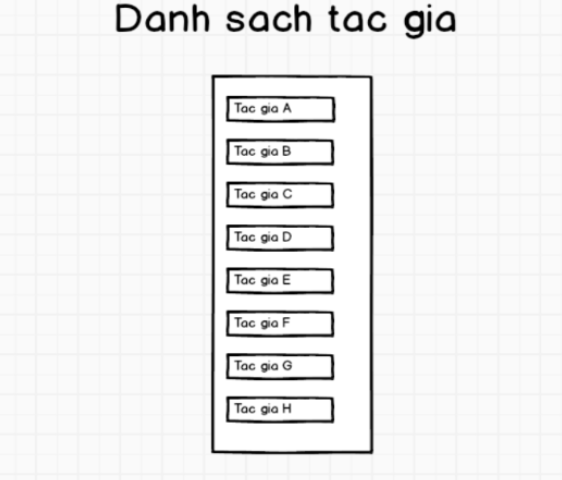 Danh sach tac gia
Tac gia A
Tac gia B
Tac gia C
Tac gia D
Tac gia E
Tac gia F
Tac gia G
Tac gia H